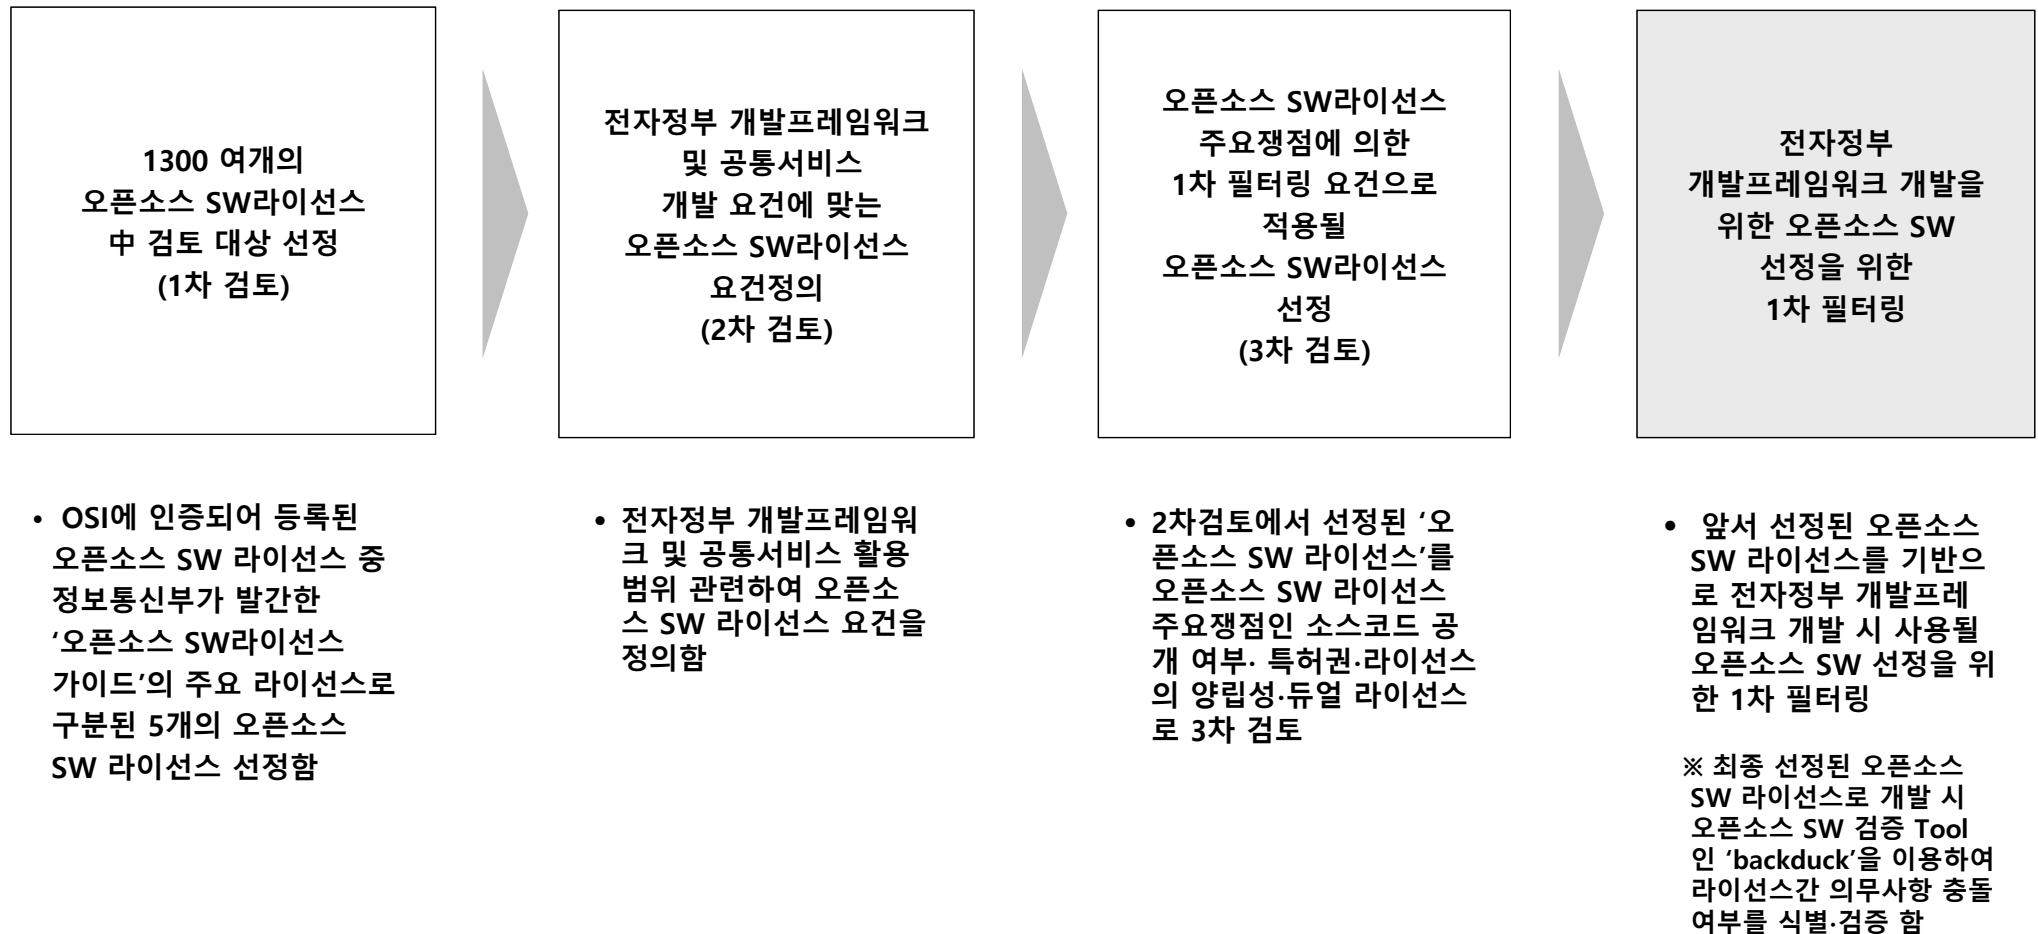 1300 여개의
오픈소스 SW라이선스
中 검토 대상 선정
(1차 검토)
전자정부 개발프레임워크
및 공통서비스
개발 요건에 맞는
오픈소스 SW라이선스
요건정의
(2차 검토)
오픈소스 SW라이선스
주요쟁점에 의한
1차 필터링 요건으로
적용될
오픈소스 SW라이선스
선정
(3차 검토)
전자정부
개발프레임워크 개발을
위한 오픈소스 SW
선정을 위한
1차 필터링
• OSI에 인증되어 등록된
오픈소스 SW 라이선스 중
정보통신부가 발간한
‘오픈소스 SW라이선스
가이드’의 주요 라이선스로
구분된 5개의 오픈소스
SW 라이선스 선정함
• 전자정부 개발프레임워
크 및 공통서비스 활용
범위 관련하여 오픈소
스 SW 라이선스 요건을
정의함
• 2차검토에서 선정된 ‘오
픈소스 SW 라이선스’를
오픈소스 SW 라이선스
주요쟁점인 소스코드 공
개 여부· 특허권·라이선스
의 양립성·듀얼 라이선스
로 3차 검토
• 앞서 선정된 오픈소스
SW 라이선스를 기반으
로 전자정부 개발프레
임워크 개발 시 사용될
오픈소스 SW 선정을 위
한 1차 필터링
※ 최종 선정된 오픈소스
SW 라이선스로 개발 시
오픈소스 SW 검증 Tool
인 ‘backduck’을 이용하여
라이선스간 의무사항 충돌
여부를 식별·검증 함